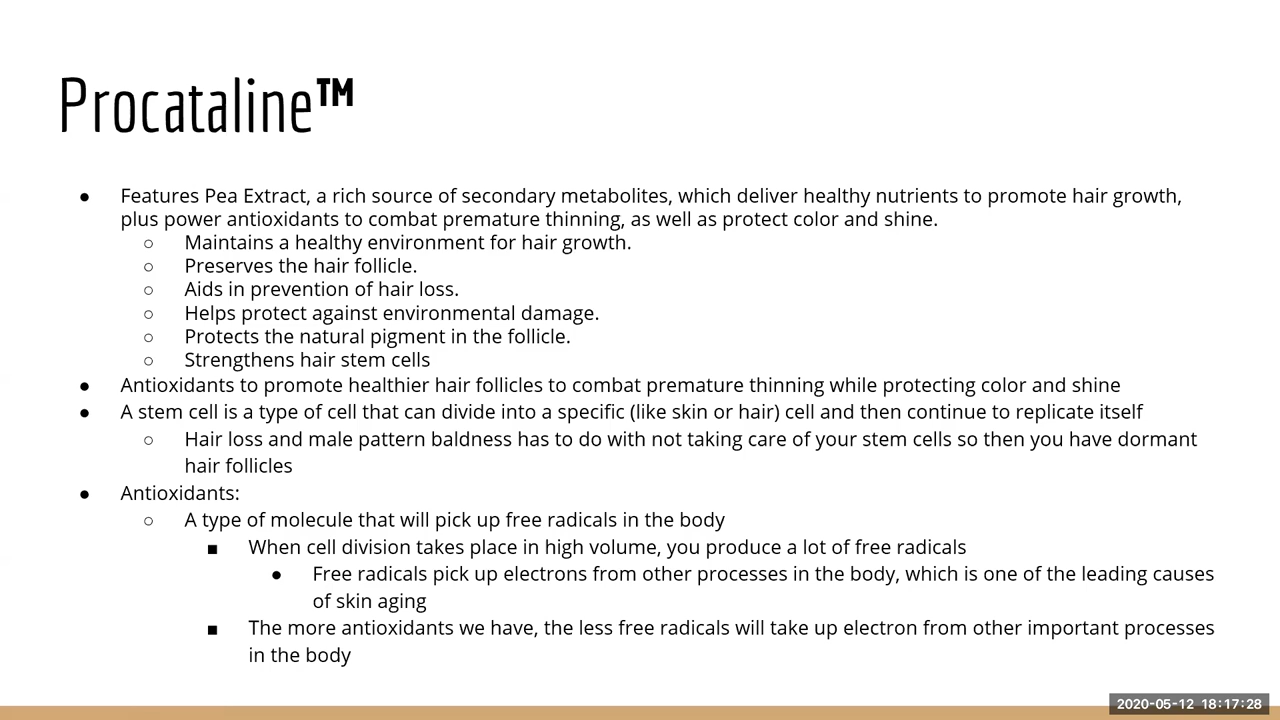 Procataline™
● Features Pea Extract, a rich source of secondary metabolites, which deliver healthy nutrients to promote hair growth,
plus power antioxidants to combat premature thinning, as well as protect color and shine.
○ Maintains a healthy environment for hair growth.
○ Preserves the hair follicle.
○ Aids in prevention of hair loss.
○ Helps protect against environmental damage.
○ Protects the natural pigment in the follicle.
○ Strengthens hair stem cells
● Antioxidants to promote healthier hair follicles to combat premature thinning while protecting color and shine
● A stem cell is a type of cell that can divide into a specific (like skin or hair) cell and then continue to replicate itself
○ Hair loss and male pattern baldness has to do with not taking care of your stem cells so then you have dormant
hair follicles
● Antioxidants:
○ A type of molecule that will pick up free radicals in the body
■ When cell division takes place in high volume, you produce a lot of free radicals
● Free radicals pick up electrons from other processes in the body, which is one of the leading causes
of skin aging
■ The more antioxidants we have, the less free radicals will take up electron from other important processes
in the body
2020-05-12 18:17:28